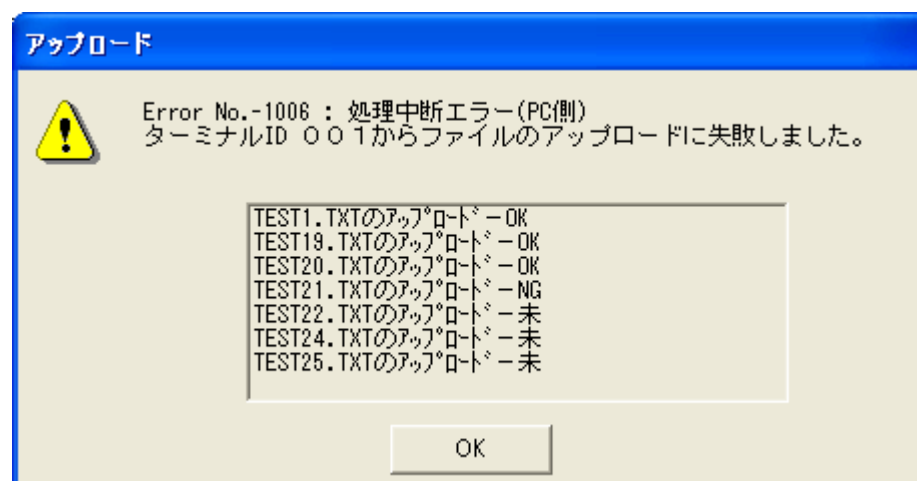 アップロード
Error No.-1006 : 処理中断エラー(PC側)
ターミナルID 001からファイルのアップロードに失敗しました。
TEST1.TXTのアップロードーOK
TEST19.TXTのアップロードーOK
TEST20.TXTのアップロードーOK
TEST21.TXTのアップロードーNG
TEST22.TXTのアップロードー未
TEST24.TXTのアップロードー未
TEST25.TXTのアップロードー未
OK